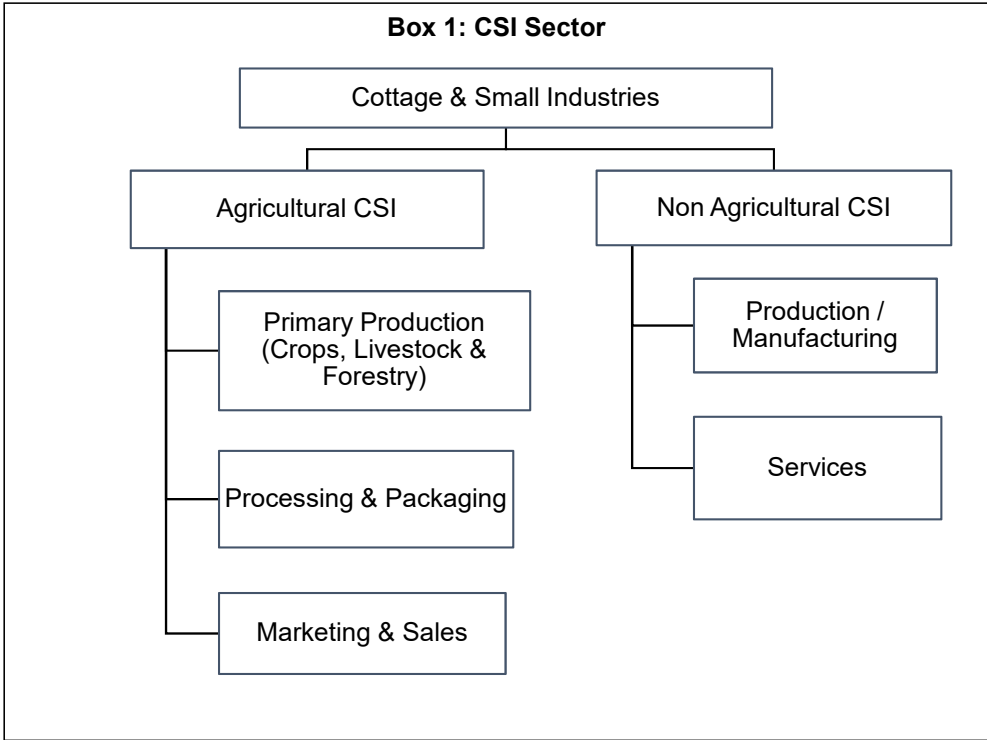 Box 1: CSI Sector
Cottage & Small Industries
Agricultural CSI
Non Agricultural CSI
Primary Production
(Crops, Livestock &
Forestry)
Processing & Packaging
Marketing & Sales
Production /
Manufacturing
Services